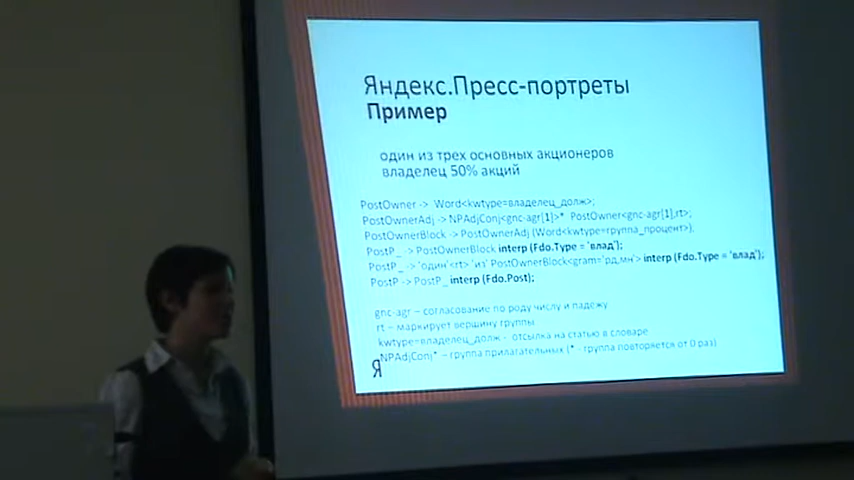 Яндекс.Пресс-портреты
Пример
один из трех основных акционеров
владелец 50% акций
PostOwner -> Word<kwtype=владелец_долж>;
PostOwnerAdj -> NPAdjConj<gnc-agr[1]>* PostOwner<gnc-agr[1],rt>;
PostOwnerBlock -> PostOwnerAdj (Word<kwtype=группа_процент>);
PostP_ -> PostOwnerBlock interp (Fdo.Type = 'влад');
PostP_ -> 'один'<rt> 'из' PostOwnerBlock<gram='рд,мн'> interp (Fdo.Type = 'влад');
PostP -> PostP_ interp (Fdo.Post);
gnc-agr – согласование по роду числу и падежу
rt – маркирует вершину группы
kwtype=владелец_долж - отсылка на статью в словаре
NPAdjConj* – группа прилагательных (* - группа повторяется от 0 раз)
Я